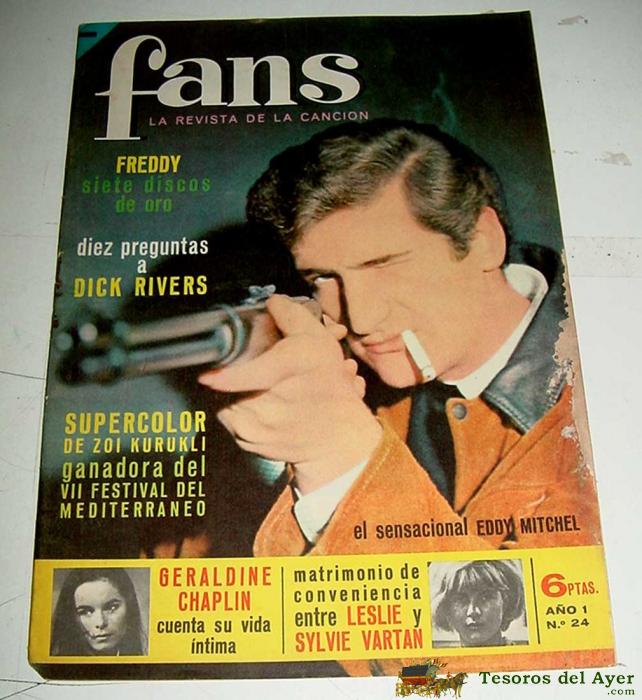 fans
LA REVISTA DE LA CANCION
FREDDY
siete discos
de oro
diez preguntas
a
DICK RIVERS
SUPERCOLOR
DE ZOI KURUKLI
ganadora del
VII FESTIVAL DEL
MEDITERRANEO
el sensacional EDDY MITCHEL
GERALDINE
CHAPLIN
cuenta su vida
íntima
matrimonio de
conveniencia
entre LESLIE y
SYLVIE VARTAN
6 PTAS.
AÑO 1
N.º 24
Tesoros del Ayer
.com